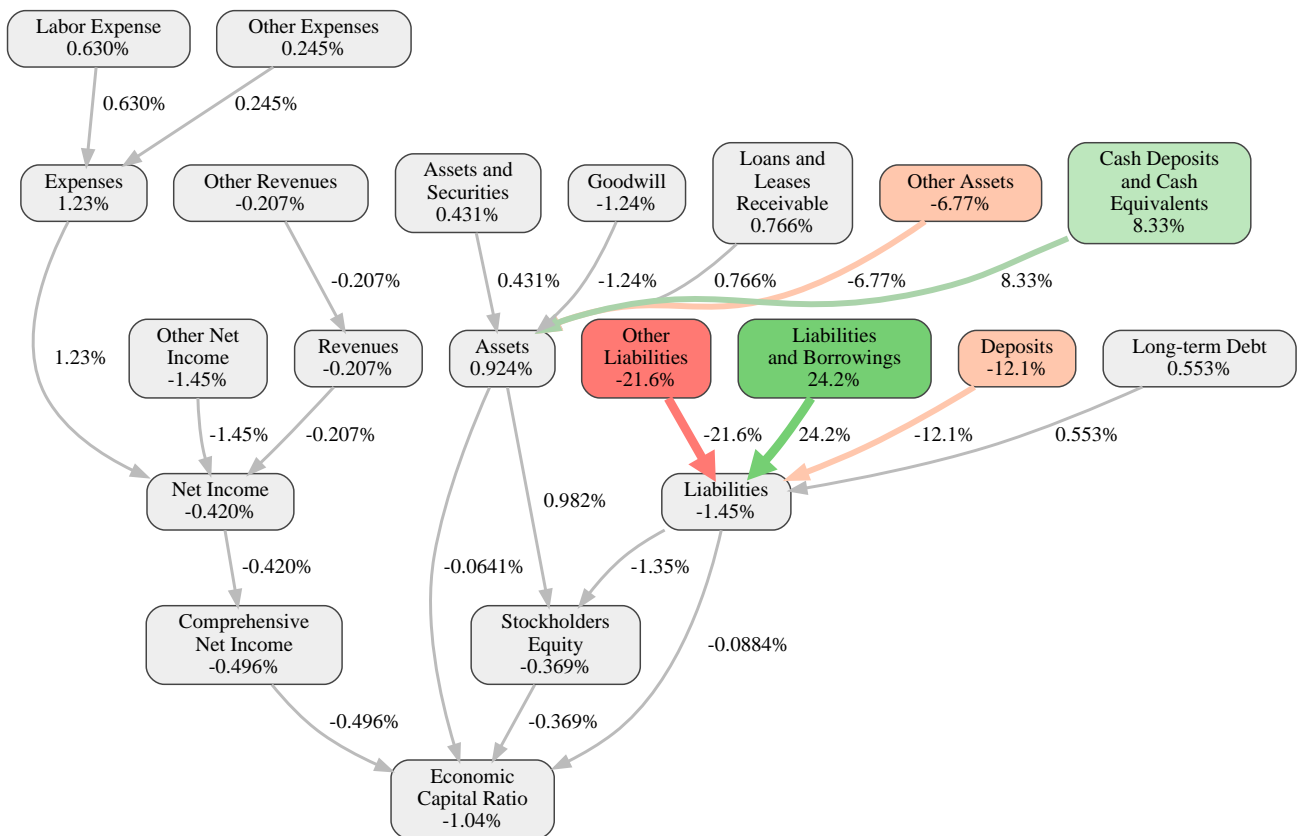 Labor Expense
0.630%
Other Expenses
0.245%
0.630%
0.245%
Expenses
1.23%
Other Revenues
-0.207%
Assets and
Securities
0.431%
Goodwill
-1.24%
Loans and
Leases
Receivable
0.766%
Other Assets
-6.77%
Cash Deposits
and Cash
Equivalents
8.33%
-0.207%
0.431%
-1.24%
0.766%
-6.77%
8.33%
1.23%
Other Net
Income
-1.45%
Revenues
-0.207%
Assets
0.924%
Other
Liabilities
-21.6%
Liabilities
and Borrowings
24.2%
Deposits
-12.1%
Long-term Debt
0.553%
-1.45%
-0.207%
-21.6%
24.2%
-12.1%
0.553%
Net Income
-0.420%
0.982%
Liabilities
-1.45%
-0.420%
-0.0641%
-1.35%
Comprehensive
Net Income
-0.496%
Stockholders
Equity
-0.369%
-0.0884%
-0.496%
-0.369%
Economic
Capital Ratio
-1.04%